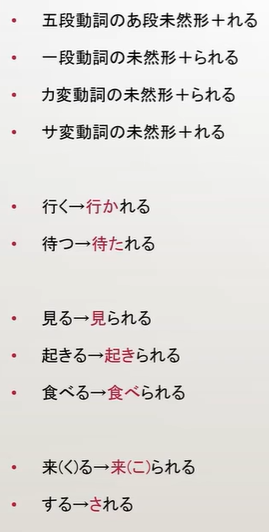 • 五段動詞のあ段未然形＋れる
• 一段動詞の未然形＋られる
• カ変動詞の未然形＋られる
• サ変動詞の未然形＋れる
• 行く→行かれる
• 待つ→待たれる
• 見る→見られる
• 起きる→起きられる
• 食べる→食べられる
• 来(く)る→来(こ)られる
• する→される